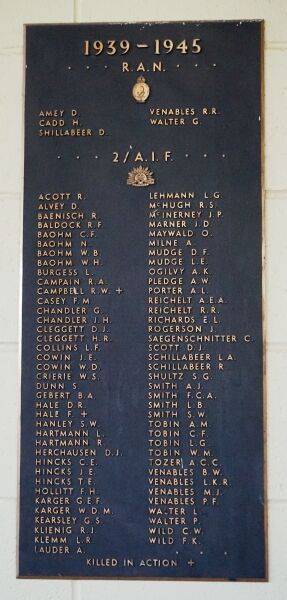 1939 - 1945
R.A.N.
AMEY D.
CADD H.
SHILLABEER D.
VENABLES R.R.
WALTER G.
2/A.I.F.
ACOTT R.
ALVEY D.
BAENISCH R.
BALDOCK R.F.
BAOHM C.F.
BAOHM N.
BAOHM W.B.
BAOHM W.H.
BURGESS L.
CAMPAIN R.A.
CAMPBELL R.W. +
CASEY F.M.
CHANDLER G.
CHANDLER J.H.
CLEGGETT D.J.
CLEGGETT H.R.
COLLINS L.F.
COWIN J.E.
COWIN W.D.
CRIERIE W.S.
DUNN S.
GEBERT B.A.
HALE D.R.
HALE F. +
HANLEY S.W.
HARTMANN L.
HARTMANN R.
HERCHAUSEN D.J.
HINCKS C.E.
HINCKS J.E.
HINCKS T.E.
HOLLITT F.H.
KARGER G.E.F.
KARGER W.D.M.
KEARSLEY G.S.
KLIENIG R.J.
KLEMM L.R.
LAUDER A.
LEHMANN L.G.
McHUGH R.S.
McINERNEY J.P.
MARNER J.D.
MAYWALD O.
MILNE A.
MUDGE D.F.
MUDGE L.E.
OGILVY A.K.
PLEDGE A.W.
PORTER A.L.
REICHELT A.E.A.
REICHELT R.R.
RICHARDS E.L.
ROGERSON J.
SAEGENSCHNITTER C.
SCOTT D.J.
SCHILLABEER L.A.
SCHILLABEER R.
SHULTZ S.G.
SMITH A.J.
SMITH F.C.A.
SMITH L.B.
SMITH S.W.
TOBIN A.M.
TOBIN C.F.
TOBIN L.G.
TOBIN W.M.
TOZER A.C.C.
VENABLES B.W.
VENABLES L.K.R.
VENABLES M.J.
VENABLES P.F.
WALTER L.
WALTER P.
WILD C.W.
WILD F.K.
KILLED IN ACTION +